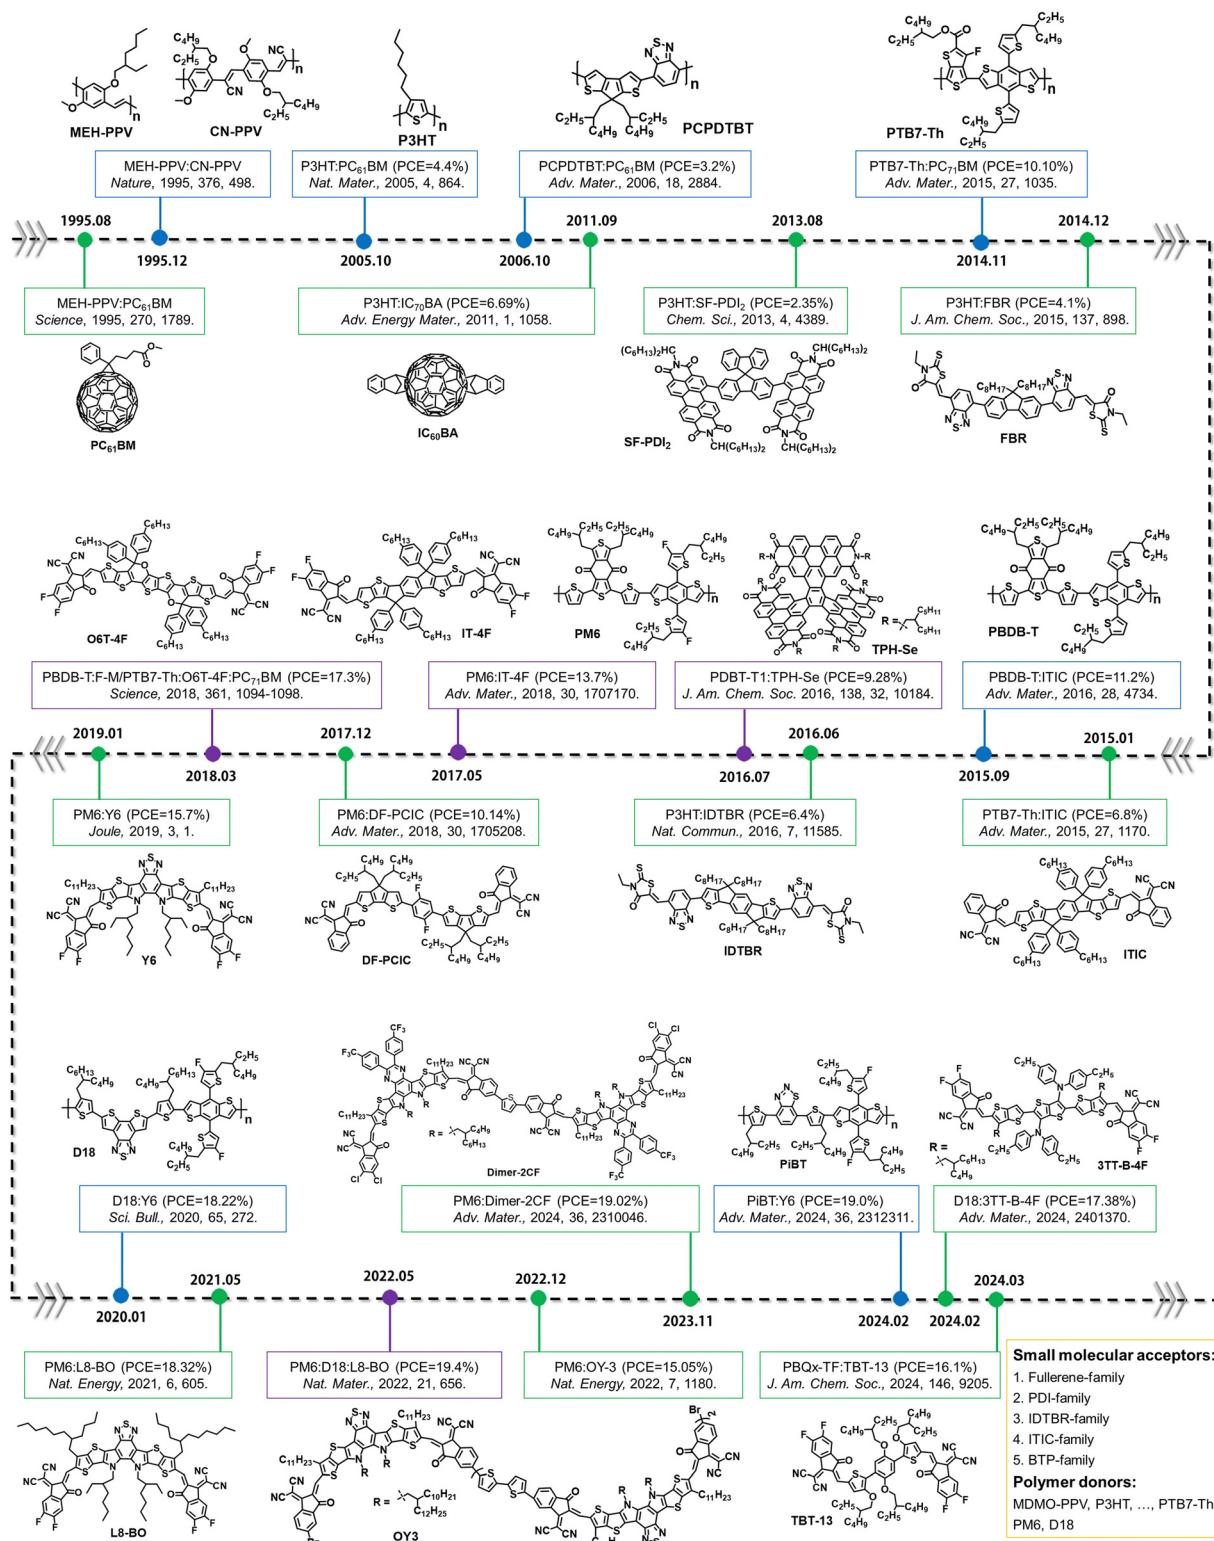 MEH-PPV
CN-PPV
P3HT
PCPDTBT
PTB7-Th
MEH-PPV:CN-PPV
Nature, 1995, 376, 498.
P3HT:PC₆₁BM (PCE=4.4%)
Nat. Mater., 2005, 4, 864.
PCPDTBT:PC₆₁BM (PCE=3.2%)
Adv. Mater., 2006, 18, 2884.
PTB7-Th:PC₇₁BM (PCE=10.10%)
Adv. Mater., 2015, 27, 1035.
1995.08
1995.12
2005.10
2006.10
2011.09
2013.08
2014.11
2014.12
MEH-PPV:PC₆₁BM
Science, 1995, 270, 1789.
P3HT:IC₇₀BA (PCE=6.69%)
Adv. Energy Mater., 2011, 1, 1058.
P3HT:SF-PDI₂ (PCE=2.35%)
Chem. Sci., 2013, 4, 4389.
P3HT:FBR (PCE=4.1%)
J. Am. Chem. Soc., 2015, 137, 898.
PC₆₁BM
IC₆₀BA
SF-PDI₂
FBR
O6T-4F
IT-4F
PM6
TPH-Se
PBDB-T
PBDB-T:F-M/PTB7-Th:O6T-4F:PC₇₁BM (PCE=17.3%)
Science, 2018, 361, 1094-1098.
PM6:IT-4F (PCE=13.7%)
Adv. Mater., 2018, 30, 1707170.
PDBT-T1:TPH-Se (PCE=9.28%)
J. Am. Chem. Soc. 2016, 138, 32, 10184.
PBDB-T:ITIC (PCE=11.2%)
Adv. Mater., 2016, 28, 4734.
2019.01
2018.03
2017.12
2017.05
2016.07
2016.06
2015.09
2015.01
PM6:Y6 (PCE=15.7%)
Joule, 2019, 3, 1.
PM6:DF-PCIC (PCE=10.14%)
Adv. Mater., 2018, 30, 1705208.
P3HT:IDTBR (PCE=6.4%)
Nat. Commun., 2016, 7, 11585.
PTB7-Th:ITIC (PCE=6.8%)
Adv. Mater., 2015, 27, 1170.
Y6
DF-PCIC
IDTBR
ITIC
D18
Dimer-2CF
PiBT
3TT-B-4F
D18:Y6 (PCE=18.22%)
Sci. Bull., 2020, 65, 272.
PM6:Dimer-2CF (PCE=19.02%)
Adv. Mater., 2024, 36, 2310046.
PiBT:Y6 (PCE=19.0%)
Adv. Mater., 2024, 36, 2312311.
D18:3TT-B-4F (PCE=17.38%)
Adv. Mater., 2024, 2401370.
2020.01
2021.05
2022.05
2022.12
2023.11
2024.02
2024.02
2024.03
PM6:L8-BO (PCE=18.32%)
Nat. Energy, 2021, 6, 605.
PM6:D18:L8-BO (PCE=19.4%)
Nat. Mater., 2022, 21, 656.
PM6:OY-3 (PCE=15.05%)
Nat. Energy, 2022, 7, 1180.
PBQx-TF:TBT-13 (PCE=16.1%)
J. Am. Chem. Soc., 2024, 146, 9205.
L8-BO
OY3
TBT-13
Small molecular acceptors:
1. Fullerene-family
2. PDI-family
3. IDTBR-family
4. ITIC-family
5. BTP-family
Polymer donors:
MDMO-PPV, P3HT, ..., PTB7-Th
PM6, D18